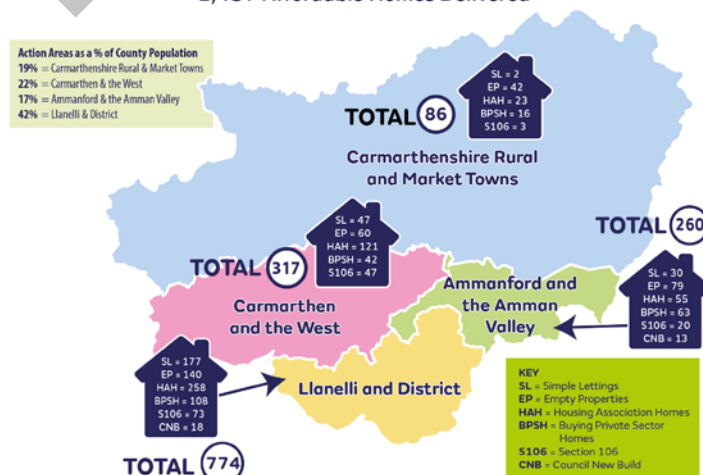 Affordable Homes Delivered
Action Areas as a % of County Population
19% = Carmarthenshire Rural & Market Towns
22% = Carmarthen & the West
17% = Ammanford & the Amman Valley
42% = Llanelli & District
SL = 2
EP = 42
HAH = 23
BPSH = 16
S106 = 3
TOTAL 86
Carmarthenshire Rural
and Market Towns
SL = 47
EP = 60
HAH = 121
BPSH = 42
S106 = 47
TOTAL 317
Carmarthen
and the West
TOTAL 260
SL = 30
EP = 79
HAH = 55
BPSH = 63
S106 = 20
CNB = 13
Ammanford and
the Amman
Valley
SL = 177
EP = 140
HAH = 258
BPSH = 108
S106 = 73
CNB = 18
TOTAL 774
Llanelli and District
KEY
SL = Simple Lettings
EP = Empty Properties
HAH = Housing Association Homes
BPSH = Buying Private Sector
Homes
S106 = Section 106
CNB = Council New Build